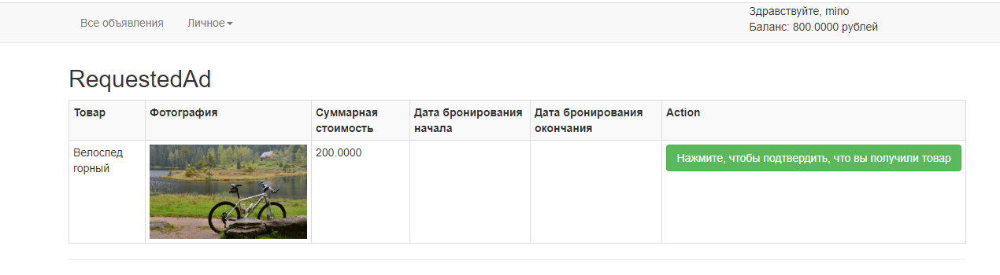 Все объявления
Личное
Здравствуйте, mino
Баланс: 800.0000 рублей
RequestedAd
Товар
Фотография
Суммарная
стоимость
Дата бронирования
начала
Дата бронирования
окончания
Action
Велоспед
горный
200.0000
Нажмите, чтобы подтвердить, что вы получили товар